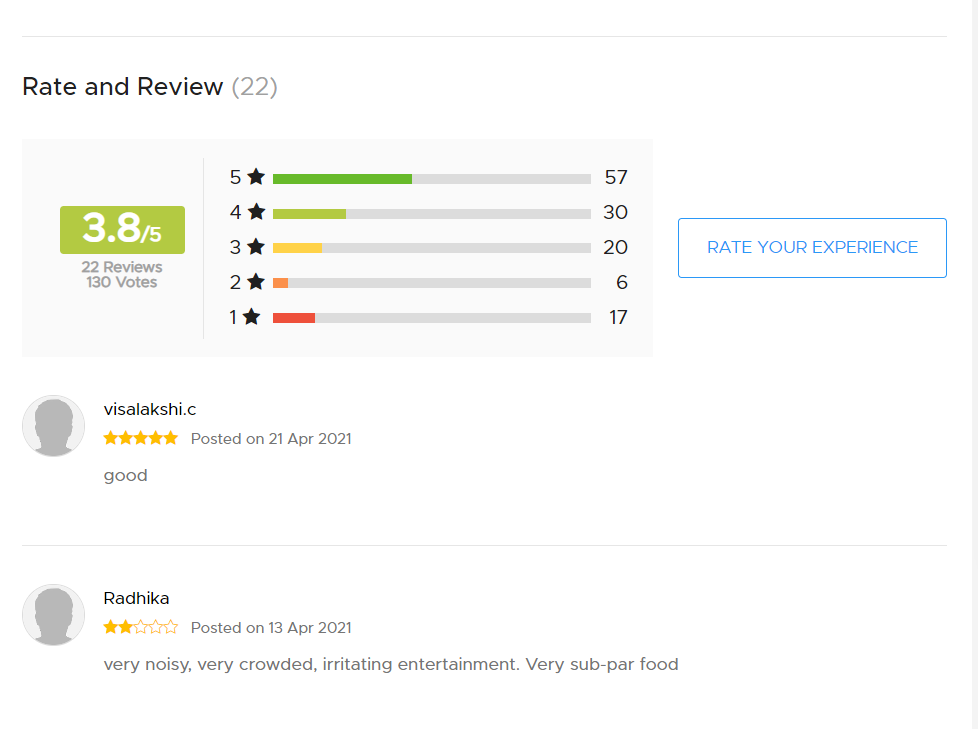 Rate and Review (22)
3.8/5
22 Reviews
130 Votes
5 ★ 57
4 ★ 30
3 ★ 20
2 ★ 6
1 ★ 17
RATE YOUR EXPERIENCE
visalakshi.c
Posted on 21 Apr 2021
good
Radhika
Posted on 13 Apr 2021
very noisy, very crowded, irritating entertainment. Very sub-par food